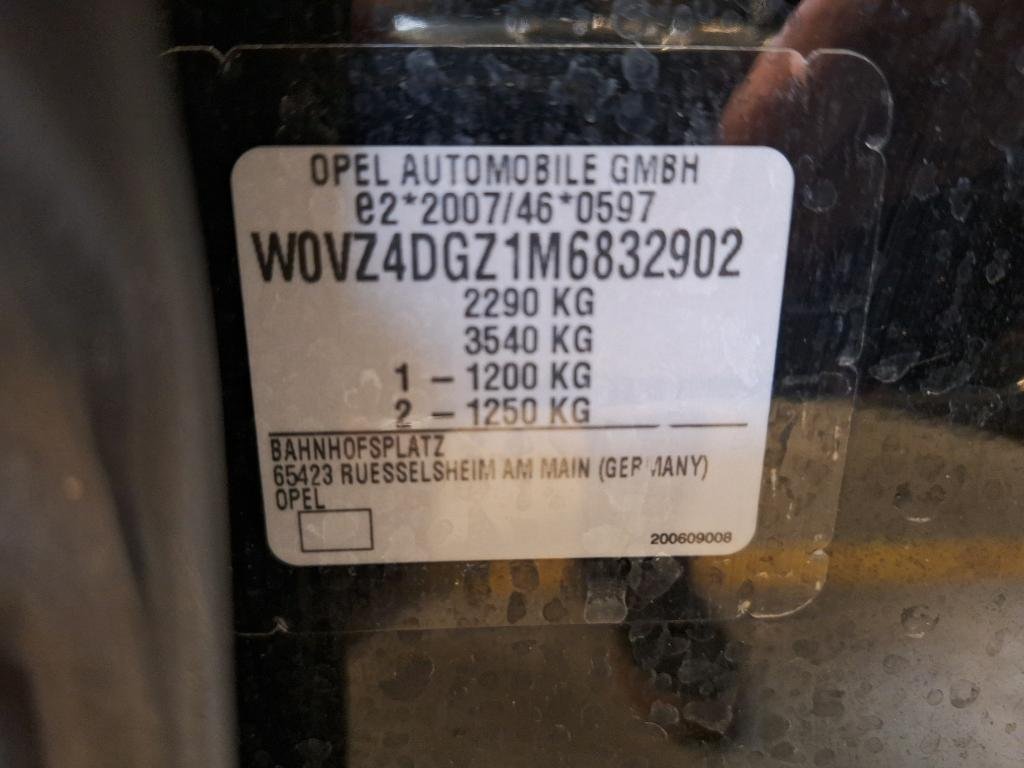 OPEL AUTOMOBILE GMBH
e2*2007/46*0597
W0VZ4DGZ1M6832902
2290 KG
3540 KG
1 – 1200 KG
2 – 1250 KG
BAHNHOFSPLATZ
65423 RUESSELSHEIM AM MAIN (GERMANY)
OPEL
200609008